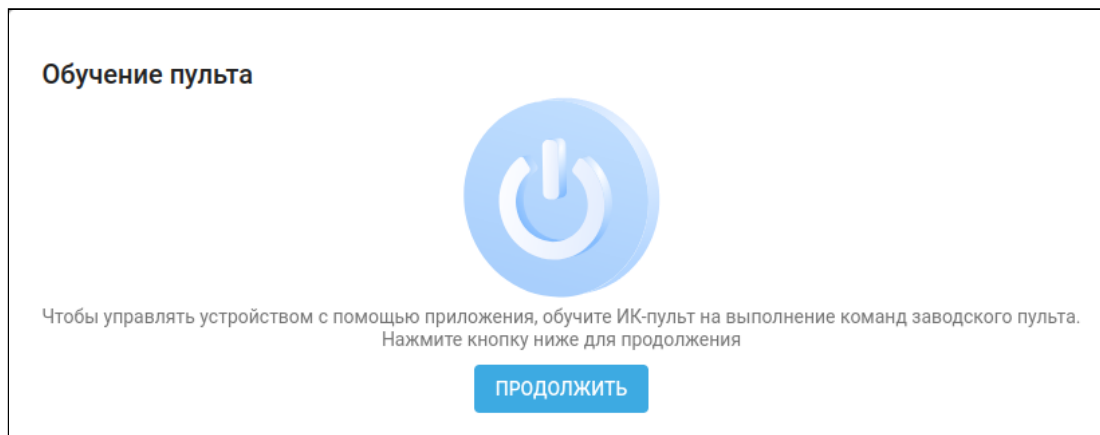 Обучение пульта
Чтобы управлять устройством с помощью приложения, обучите ИК-пульт на выполнение команд заводского пульта.
Нажмите кнопку ниже для продолжения
ПРОДОЛЖИТЬ